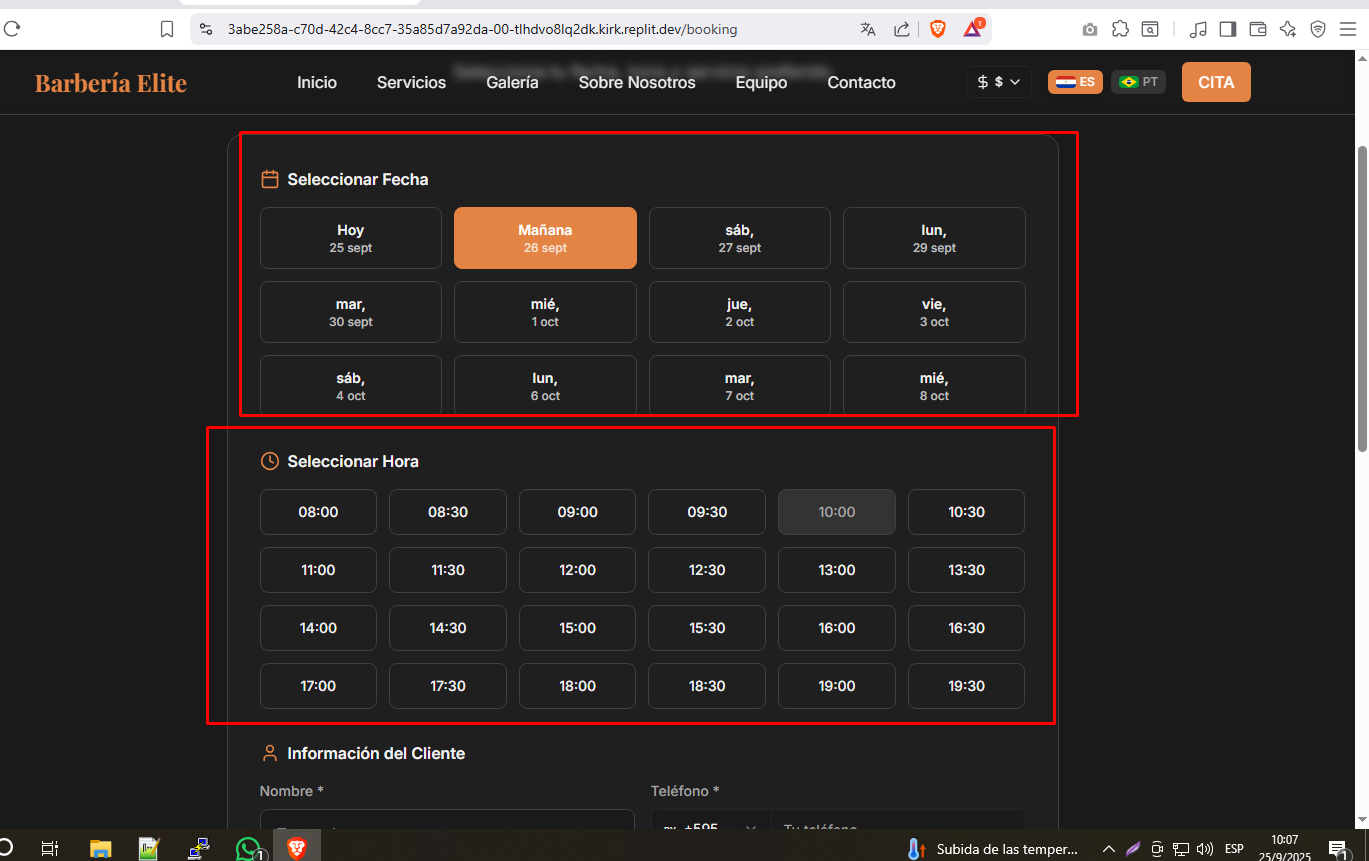 3abe258a-c70d-42c4-8cc7-35a85d7a92da-00-tlhdvo8lq2dk.kirk.replit.dev/booking
1
Barbería Elite
Inicio
Servicios
Galería
Sobre Nosotros
Equipo
Contacto
$ $
ES
PT
CITA
Seleccionar Fecha
Hoy
25 sept
Mañana
26 sept
sáb,
27 sept
lun,
29 sept
mar,
30 sept
mié,
1 oct
jue,
2 oct
vie,
3 oct
sáb,
4 oct
lun,
6 oct
mar,
7 oct
mié,
8 oct
Seleccionar Hora
08:00
08:30
09:00
09:30
10:00
10:30
11:00
11:30
12:00
12:30
13:00
13:30
14:00
14:30
15:00
15:30
16:00
16:30
17:00
17:30
18:00
18:30
19:00
19:30
Información del Cliente
Nombre *
Teléfono *
+595
Tu teléfono
1
Subida de las temper...
ESP
10:07
25/9/2025
1